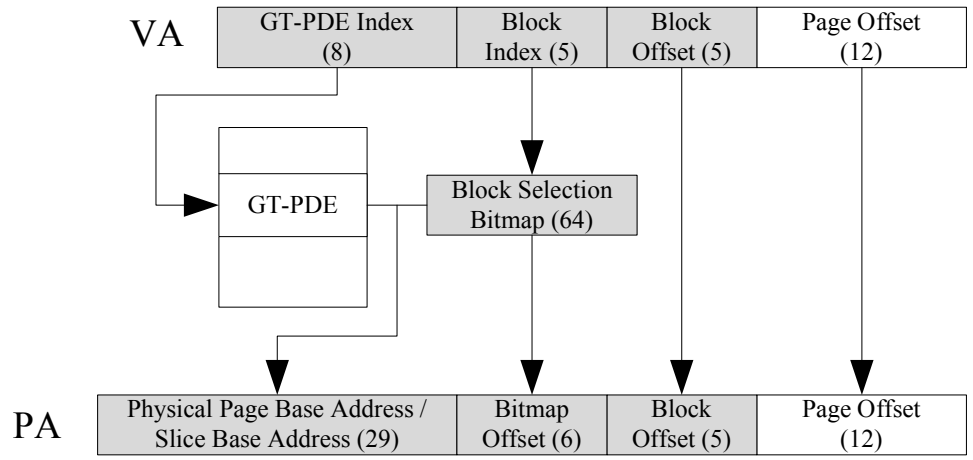 VA
GT-PDE Index
(8)
Block
Index (5)
Block
Offset (5)
Page Offset
(12)
GT-PDE
Block Selection
Bitmap (64)
PA
Physical Page Base Address /
Slice Base Address (29)
Bitmap
Offset (6)
Block
Offset (5)
Page Offset
(12)